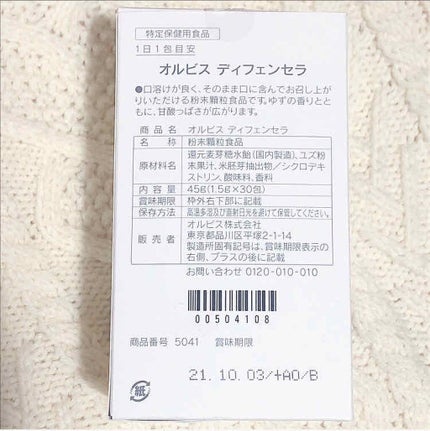 特定保健用食品
1日1包目安
オルビス ディフェンセラ
●口溶けが良く、そのまま口に含んでお召し上が
りいただける粉末顆粒食品です。ゆずの香りとと
もに、甘酸っぱさが広がります。
商品名 オルビス ディフェンセラ
名称 粉末顆粒食品
原材料名 還元麦芽糖水飴(国内製造)、ユズ粉
末果汁、米胚芽抽出物/シクロデキ
ストリン、酸味料、香料
内容量 45g(1.5g×30包)
賞味期限 枠外右下部に記載
保存方法 高温多湿及び直射日光を避けて保管してください。
販売者 オルビス株式会社
東京都品川区平塚2-1-14
製造所固有記号は、賞味期限表示の
右側、プラスの後に記載
お問い合わせ 0120-010-010
00504108
商品番号 5041 賞味期限
21.10.03/+AO/B
紙